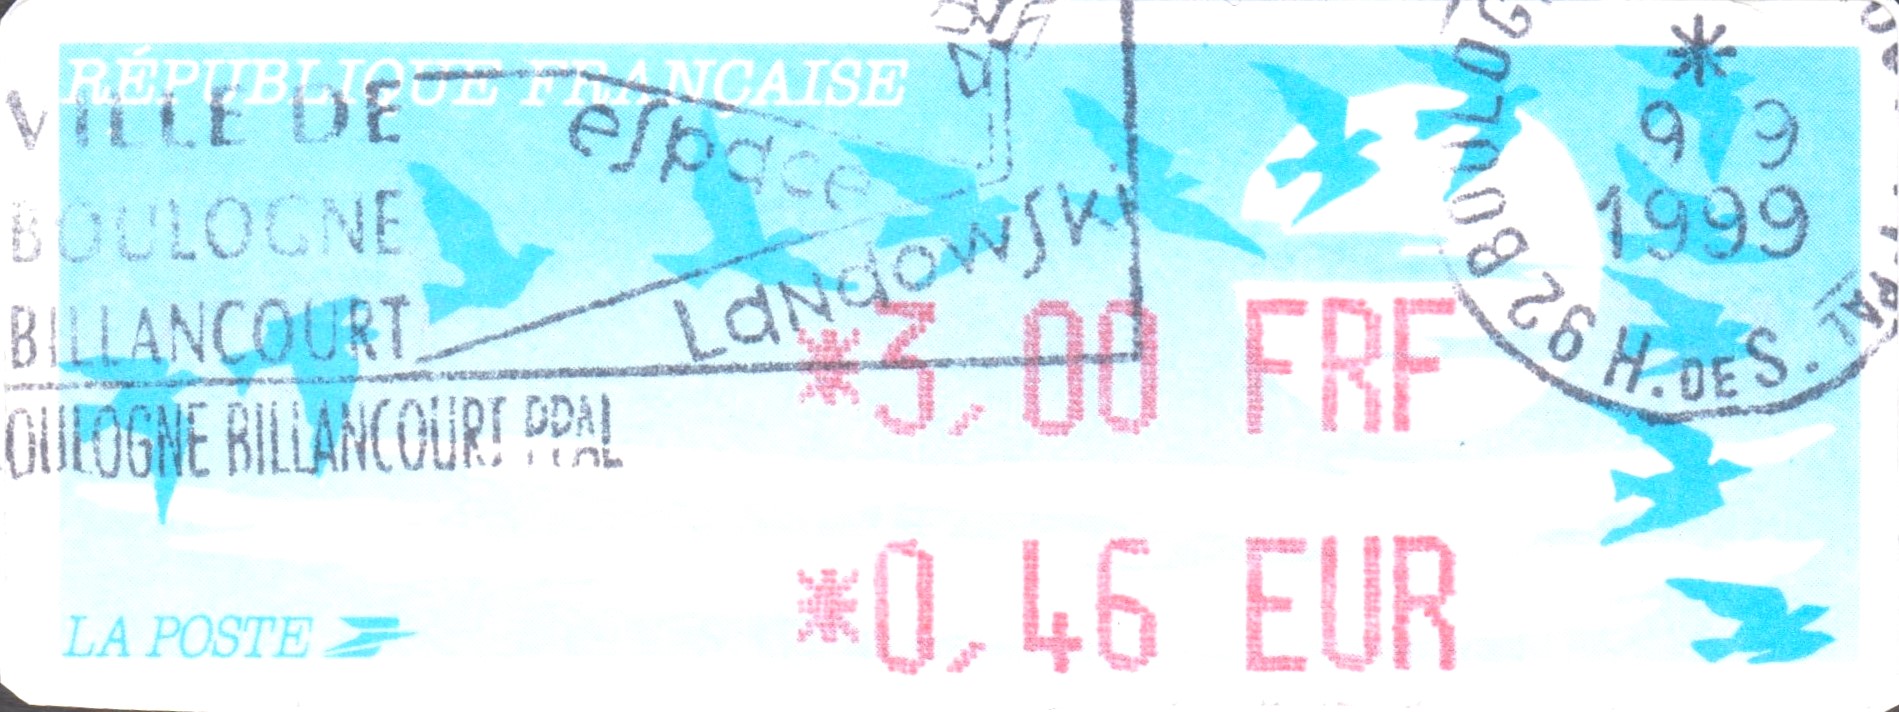 RÉPUBLIQUE FRANÇAISE
VILLE DE
BOULOGNE
BILLANCOURT
espace
Landowski
OULOGNE BILLANCOURT PPAL
*
9 9
1999
92 BOULOG
H. DE S.
*3,00 FRF
*0,46 EUR
LA POSTE